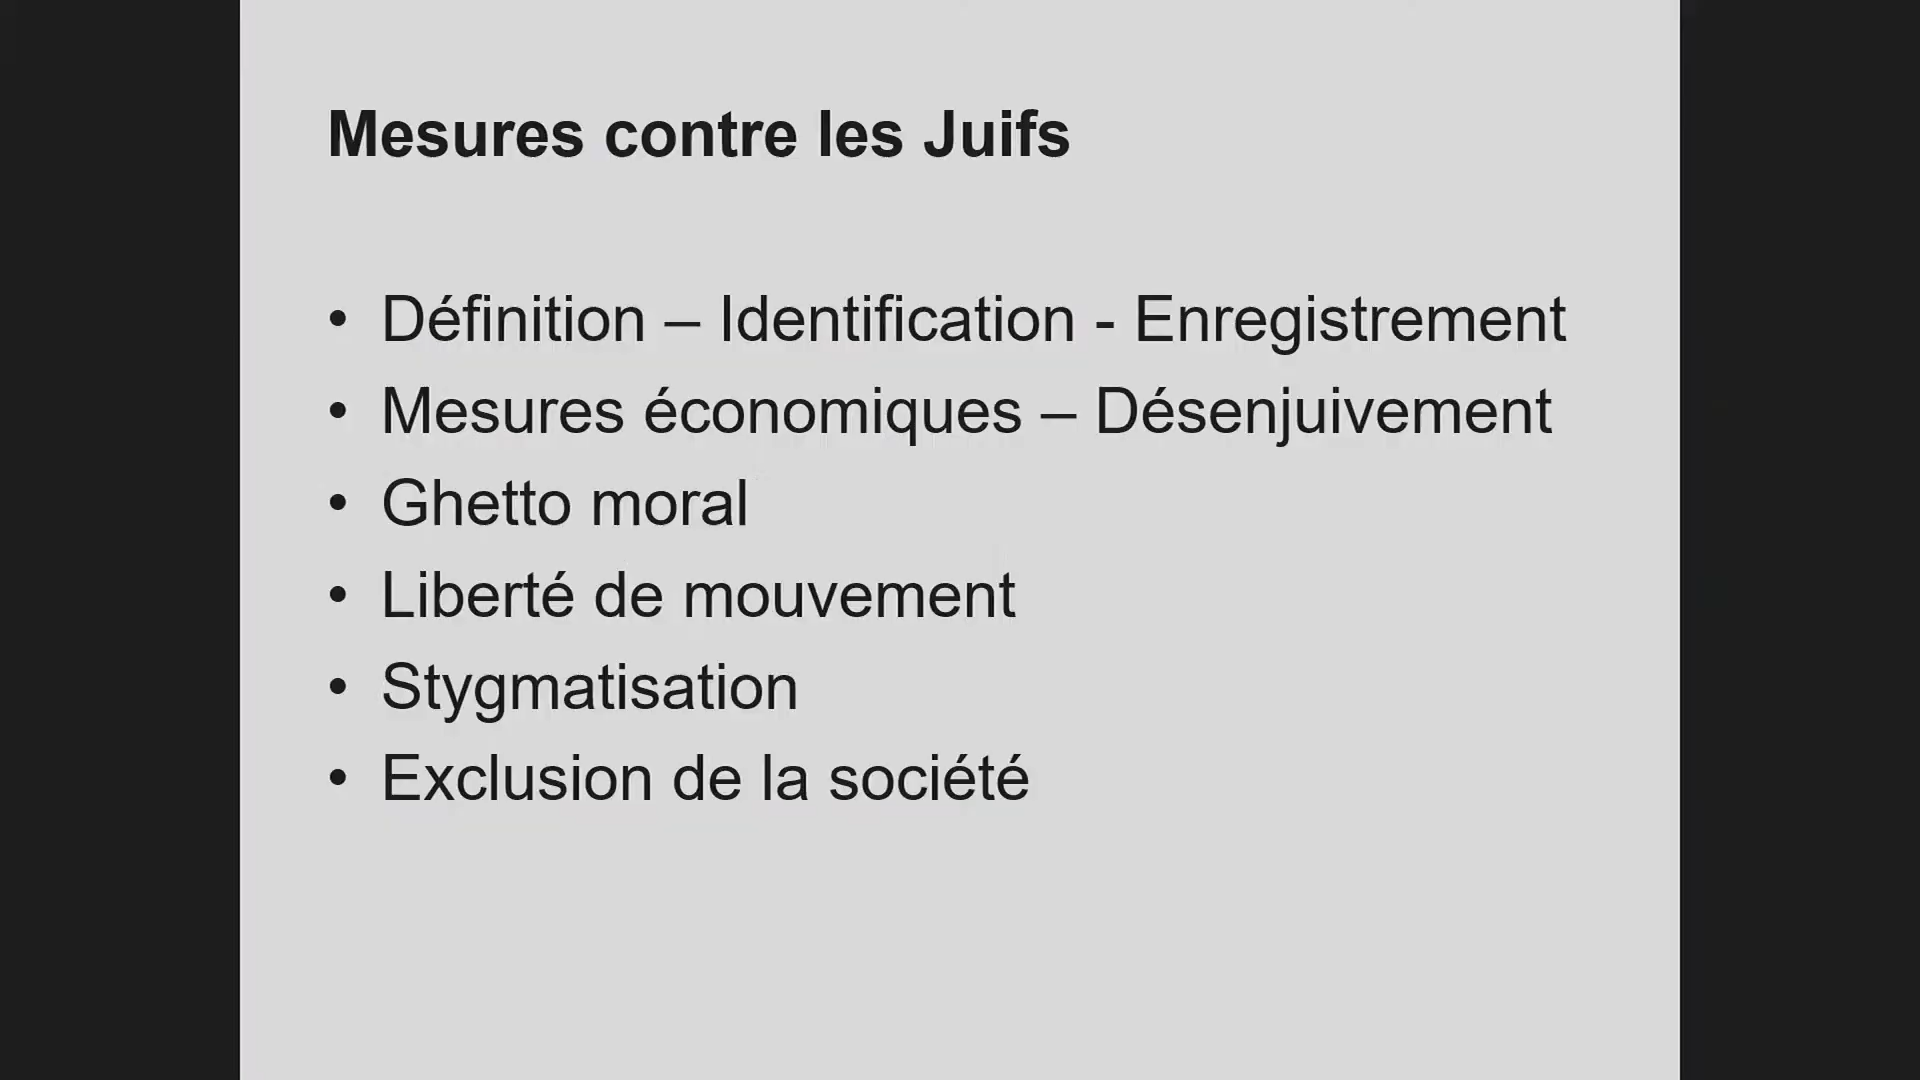 Mesures contre les Juifs
• Définition – Identification - Enregistrement
• Mesures économiques – Désenjuivement
• Ghetto moral
• Liberté de mouvement
• Stygmatisation
• Exclusion de la société